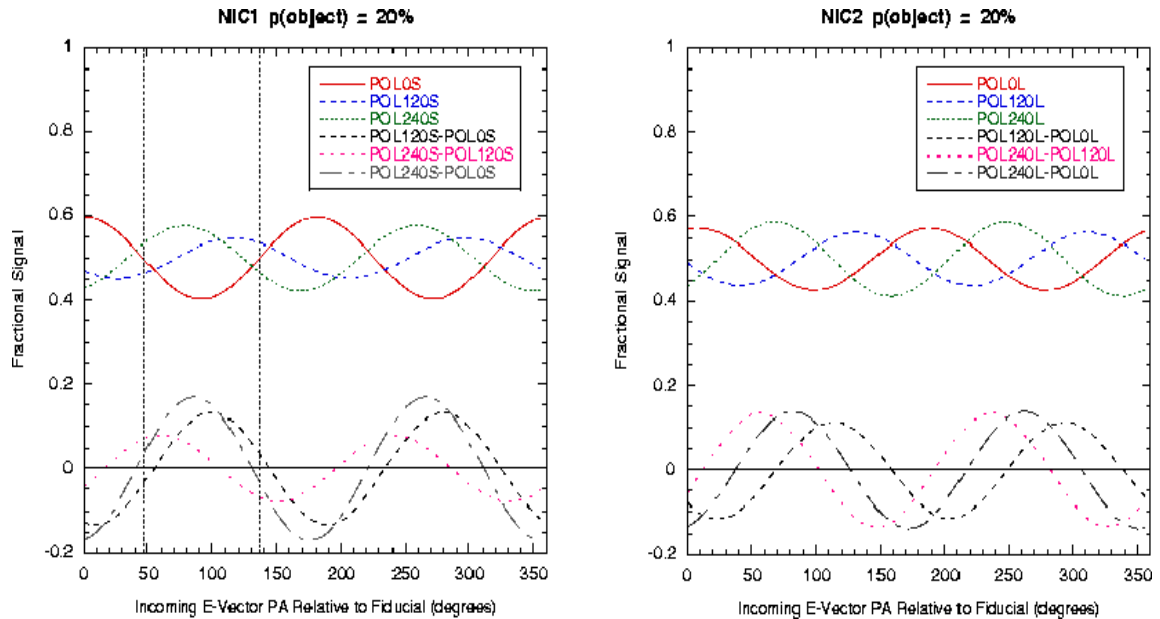 NIC1 p(object) = 20%
1
0.8
0.6
0.4
0.2
0
-0.2
Fractional Signal
POL0S
POL120S
POL240S
POL120S-POL0S
POL240S-POL120S
POL240S-POL0S
0 50 100 150 200 250 300 350
Incoming E-Vector PA Relative to Fiducial (degrees)
NIC2 p(object) = 20%
1
0.8
0.6
0.4
0.2
0
-0.2
Fractional Signal
POL0L
POL120L
POL240L
POL120L-POL0L
POL240L-POL120L
POL240L-POL0L
0 50 100 150 200 250 300 350
Incoming E-Vector PA Relative to Fiducial (degrees)